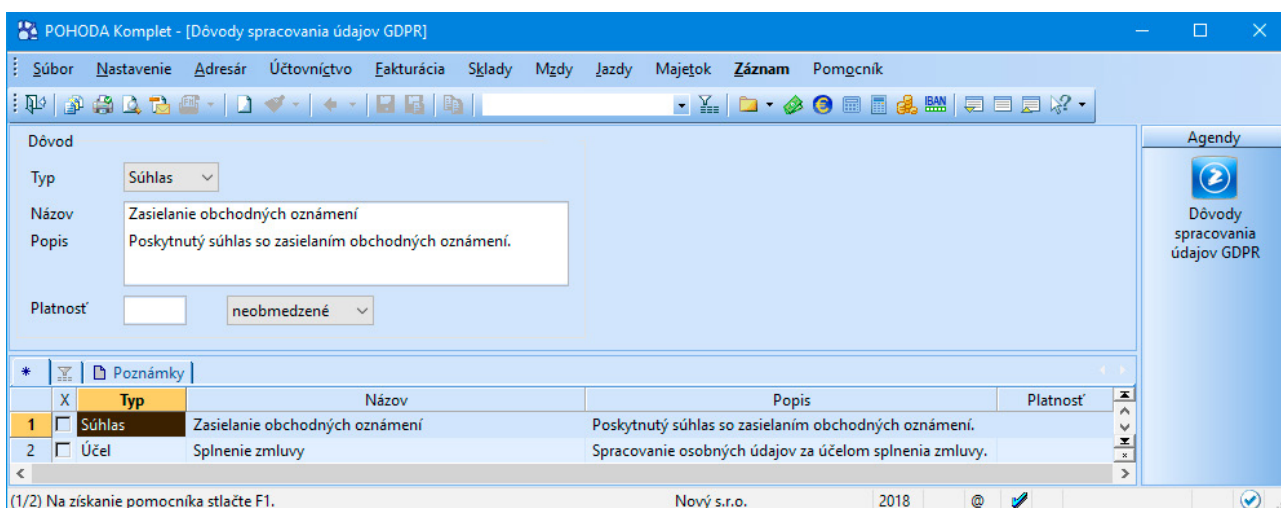 POHODA Komplet - [Dôvody spracovania údajov GDPR]
Súbor Nastavenie Adresár Účtovníctvo Fakturácia Sklady Mzdy Jazdy Majetok Záznam Pomocník
IBAN
Dôvod
Agendy
Typ Súhlas
Názov Zasielanie obchodných oznámení
Popis Poskytnutý súhlas so zasielaním obchodných oznámení.
Dôvody
spracovania
údajov GDPR
Platnosť neobmedzené
* Poznámky
X Typ Názov Popis Platnosť
1 Súhlas Zasielanie obchodných oznámení Poskytnutý súhlas so zasielaním obchodných oznámení.
2 Účel Splnenie zmluvy Spracovanie osobných údajov za účelom splnenia zmluvy.
(1/2) Na získanie pomocníka stlačte F1. Nový s.r.o. 2018 @